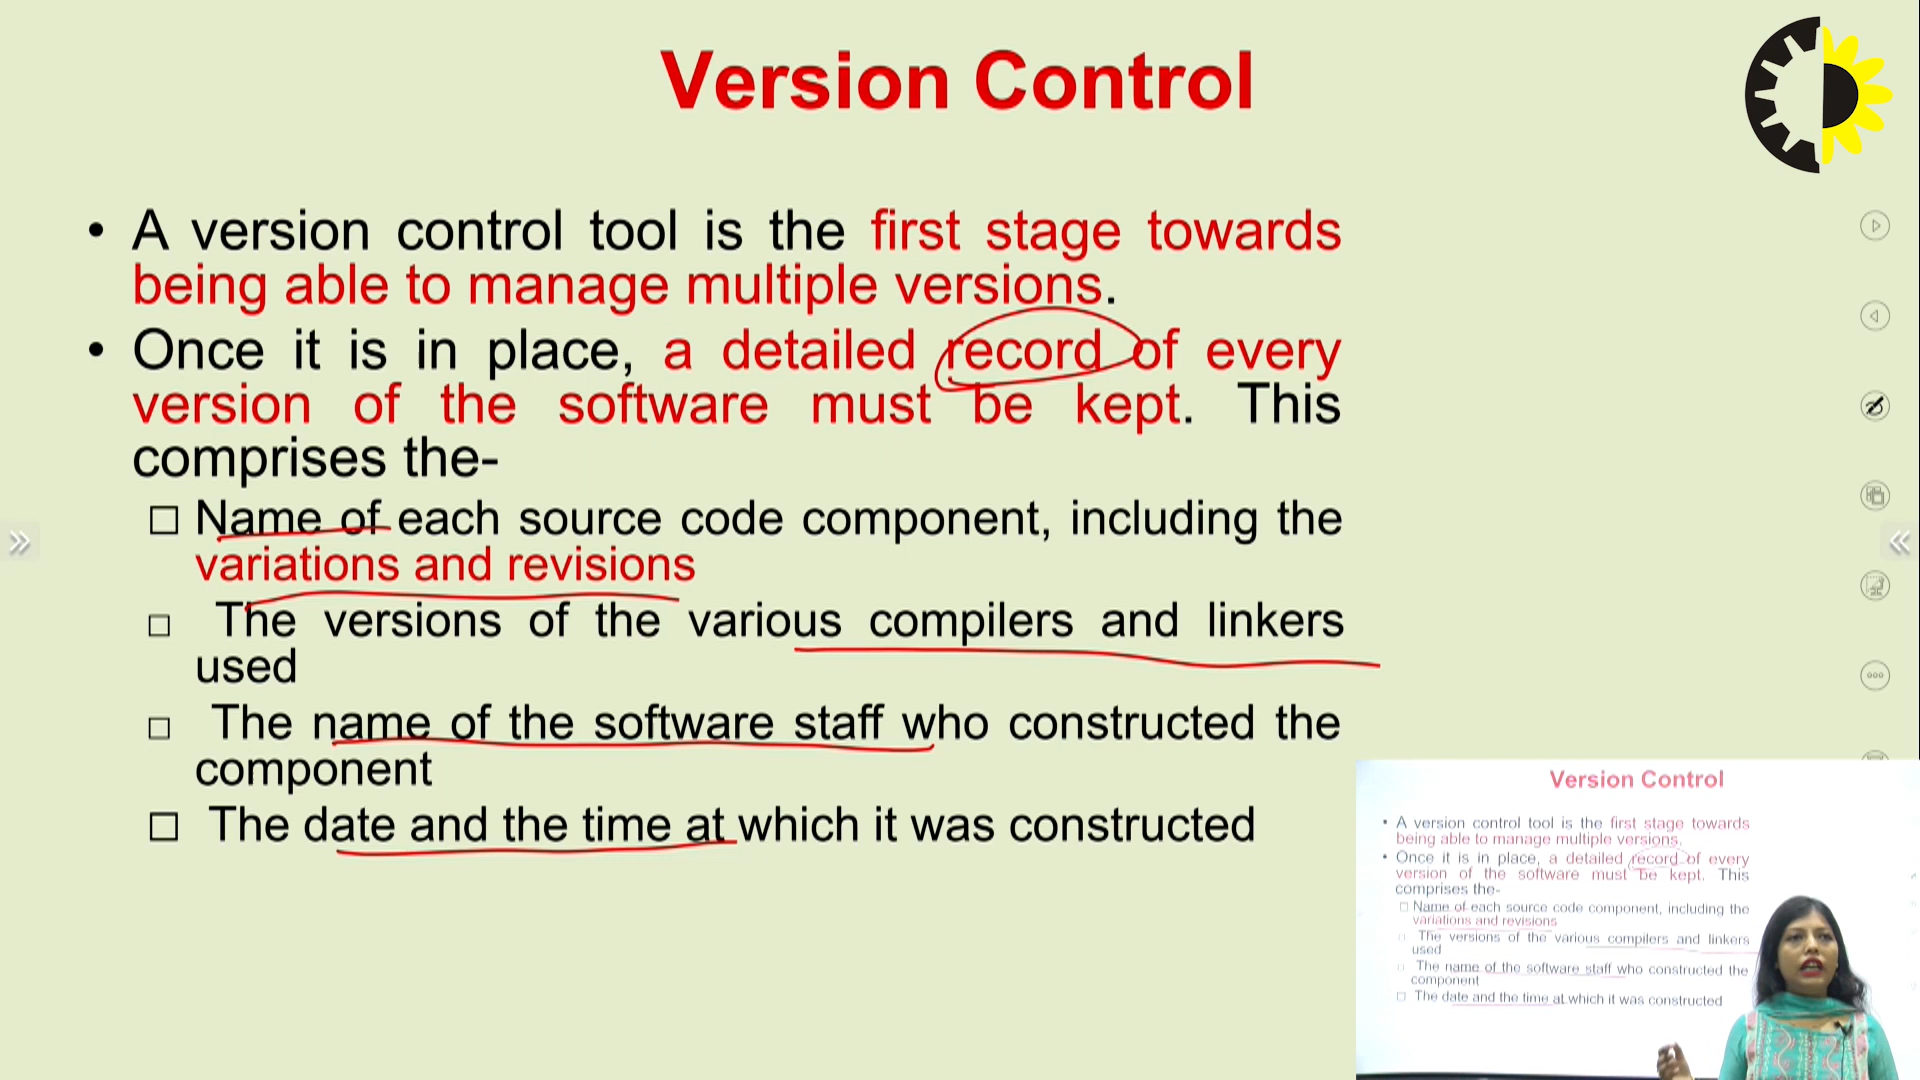 Version Control
• A version control tool is the first stage towards
being able to manage multiple versions.
• Once it is in place, a detailed record of every
version of the software must be kept. This
comprises the-
□ Name of each source code component, including the
variations and revisions
□ The versions of the various compilers and linkers
used
□ The name of the software staff who constructed the
component
□ The date and the time at which it was constructed
Version Control
• A version control tool is the first stage towards
being able to manage multiple versions.
• Once it is in place, a detailed record of every
version of the software must be kept. This
comprises the-
□ Name of each source code component, including the
variations and revisions
□ The versions of the various compilers and linkers
used
□ The name of the software staff who constructed the
component
□ The date and the time at which it was constructed